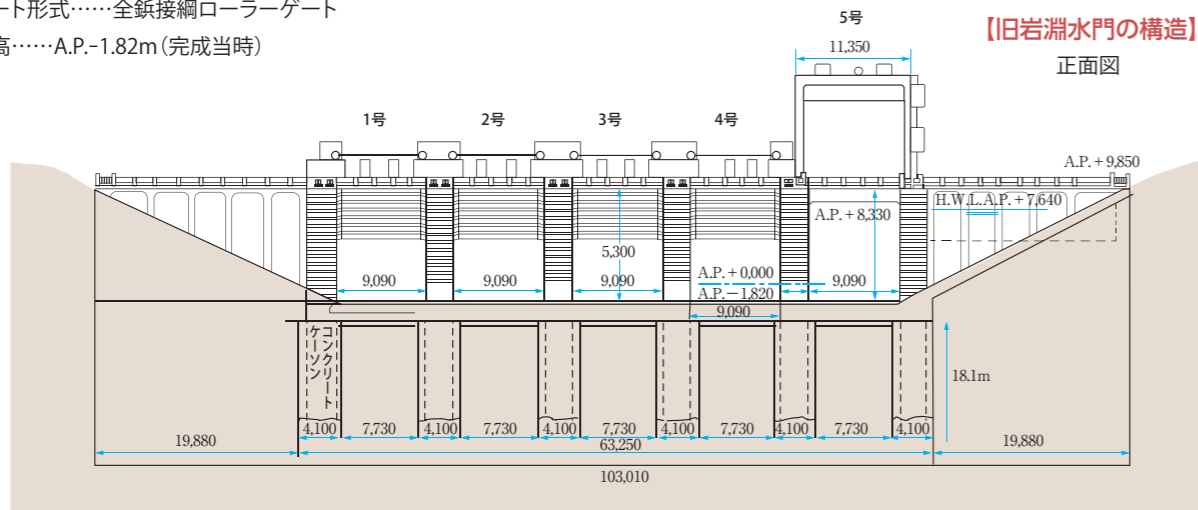 ート形式……全鋲接綱ローラーゲート
高……A.P.-1.82m（完成当時）
【旧岩淵水門の構造】
正面図
5号
11,350
1号
2号
3号
4号
A.P.+9,850
H.W.L.A.P.+7,640
A.P.+8,330
5,300
9,090
9,090
9,090
A.P.+0,000
A.P.-1,820
9,090
9,090
コンクリート
ケーソン
18.1m
19,880
4,100
7,730
4,100
7,730
4,100
7,730
4,100
7,730
4,100
7,730
4,100
19,880
63,250
103,010